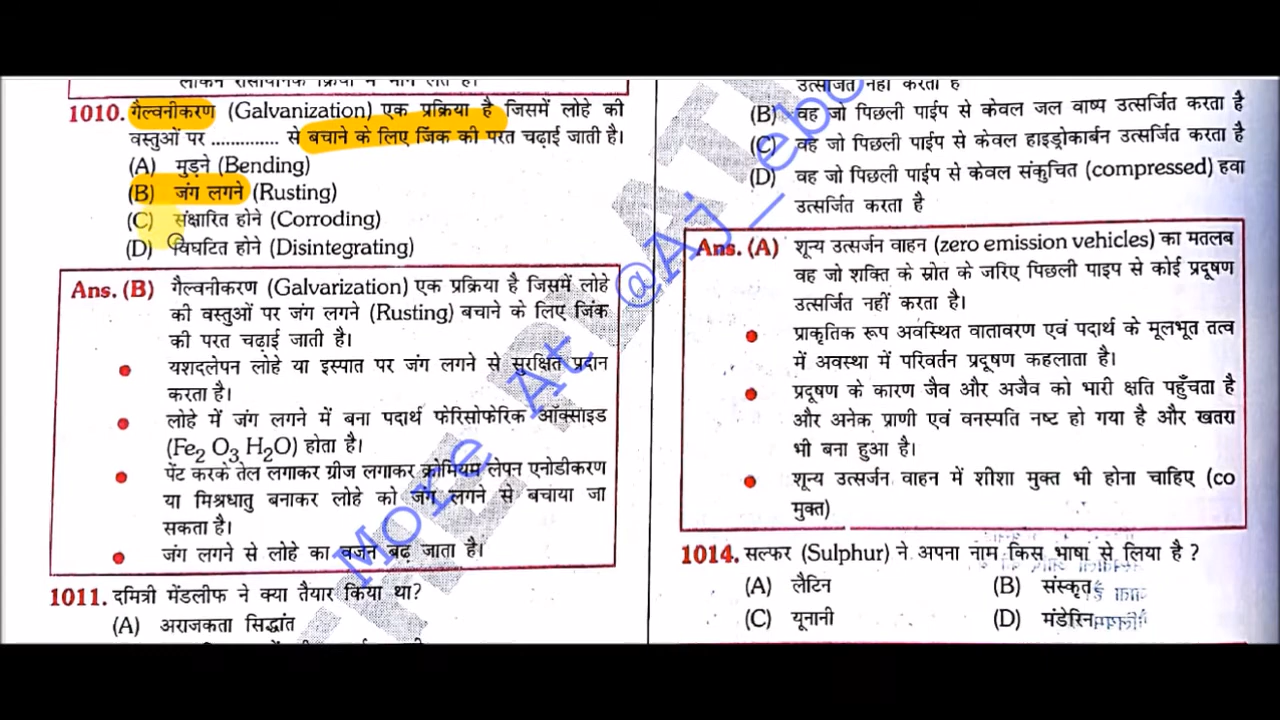 1010. गैल्वनीकरण (Galvanization) एक प्रक्रिया है जिसमें लोहे की
वस्तुओं पर .............. से बचाने के लिए जिंक की परत चढ़ाई जाती है।
(A) मुड़ने (Bending)
(B) जंग लगने (Rusting)
(C) संक्षारित होने (Corroding)
(D) विघटित होने (Disintegrating)
Ans. (B) गैल्वनीकरण (Galvarization) एक प्रक्रिया है जिसमें लोहे
की वस्तुओं पर जंग लगने (Rusting) बचाने के लिए जिंक
की परत चढ़ाई जाती है।
यशदलेपन लोहे या इस्पात पर जंग लगने से सुरक्षित प्रदान
करता है।
लोहे में जंग लगने में बना पदार्थ फेरिसोफेरिक ऑक्साइड
(Fe2 O3 H2O) होता है।
पेंट करके तेल लगाकर ग्रीज लगाकर क्रोमियम लेपन एनोडीकरण
या मिश्रधातु बनाकर लोहे को जंग लगने से बचाया जा
सकता है।
जंग लगने से लोहे का वजन बढ़ जाता है।
1011. दमित्री मेंडलीफ ने क्या तैयार किया था?
(A) अराजकता सिद्धांत
उत्सर्जित नहीं करता है
(B) वह जो पिछली पाईप से केवल जल वाष्प उत्सर्जित करता है
(C) वह जो पिछली पाईप से केवल हाइड्रोकार्बन उत्सर्जित करता है
(D) वह जो पिछली पाईप से केवल संकुचित (compressed) हवा
उत्सर्जित करता है
Ans. (A) शून्य उत्सर्जन वाहन (zero emission vehicles) का मतलब
वह जो शक्ति के स्रोत के जरिए पिछली पाइप से कोई प्रदूषण
उत्सर्जित नहीं करता है।
प्राकृतिक रूप अवस्थित वातावरण एवं पदार्थ के मूलभूत तत्व
में अवस्था में परिवर्तन प्रदूषण कहलाता है।
प्रदूषण के कारण जैव और अजैव को भारी क्षति पहुँचता है
और अनेक प्राणी एवं वनस्पति नष्ट हो गया है और खतरा
भी बना हुआ है।
शून्य उत्सर्जन वाहन में शीशा मुक्त भी होना चाहिए (co
मुक्त)
1014. सल्फर (Sulphur) ने अपना नाम किस भाषा से लिया है ?
(A) लैटिन (B) संस्कृत
(C) यूनानी (D) मंडेरिन
More At @Aj_ebo